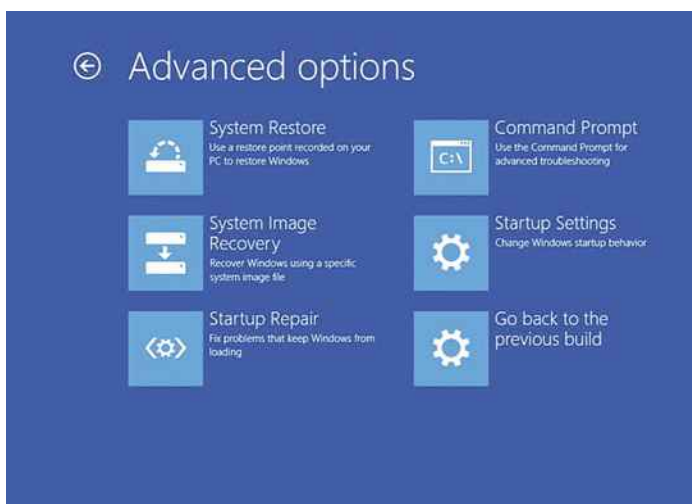 Advanced options
System Restore
Use a restore point recorded on your
PC to restore Windows
System Image
Recovery
Recover Windows using a specific
system image file
Startup Repair
Fix problems that keep Windows from
loading
Command Prompt
Use the Command Prompt for
advanced troubleshooting
C:\
Startup Settings
Change Windows startup behavior
Go back to the
previous build